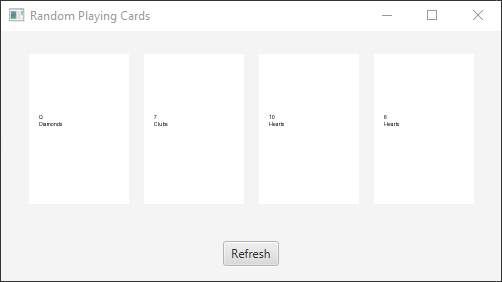 Random Playing Cards
Q
Diamonds
7
Clubs
10
Hearts
6
Hearts
Refresh